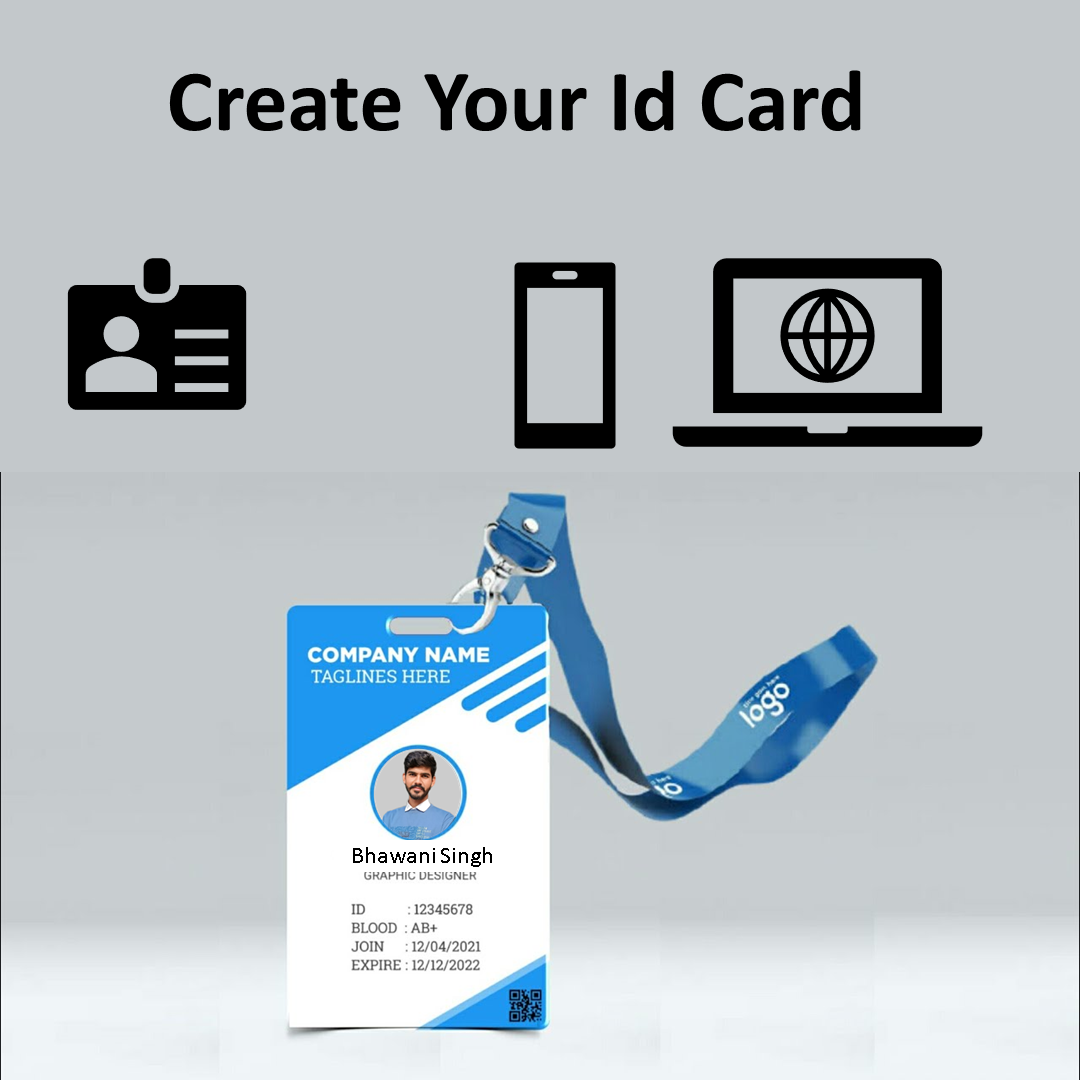 Create Your Id Card
COMPANY NAME
TAGLINES HERE
logo
Bhawani Singh
GRAPHIC DESIGNER
ID : 12345678
BLOOD : AB+
JOIN : 12/04/2021
EXPIRE : 12/12/2022